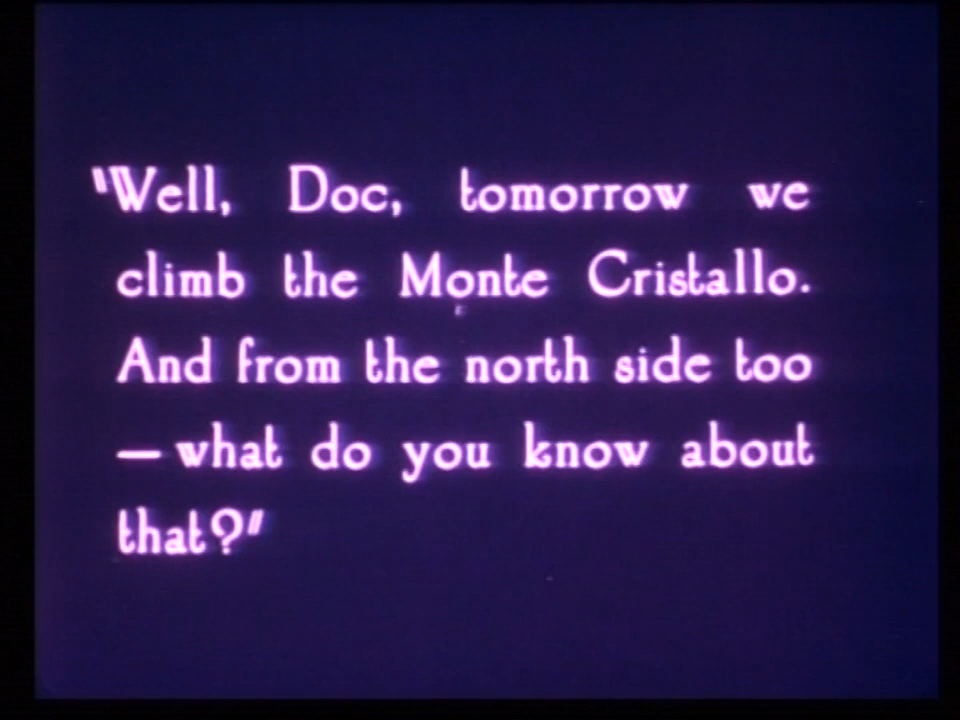 "Well, Doc, tomorrow we
climb the Monte Cristallo.
And from the north side too
— what do you know about
that?"